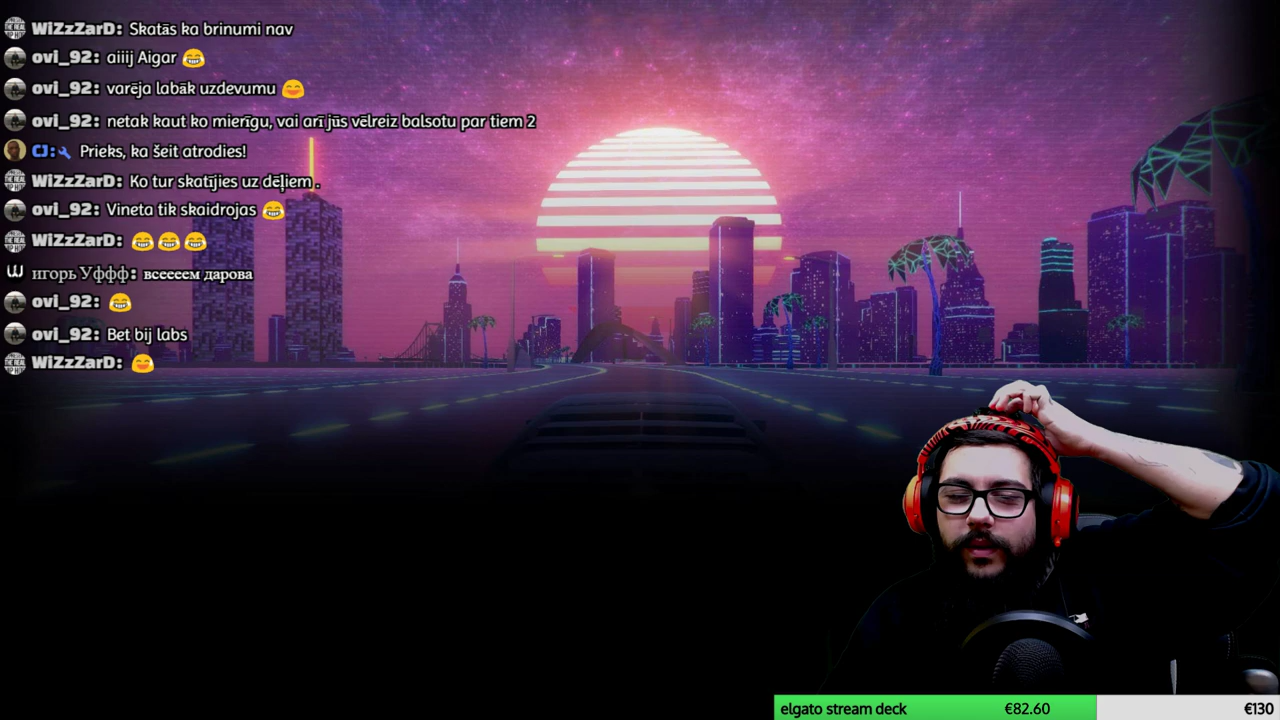 WiZzZarD: Skatās ka brinumi nav
ovi_92: aiiij Aigar 😂
ovi_92: varēja labāk uzdevumu 😄
ovi_92: netak kaut ko mierīgu, vai arī jūs vēlreiz balsotu par tiem 2
CJ: Prieks, ka šeit atrodies!
WiZzZarD: Ko tur skatījies uz dēļiem .
ovi_92: Vineta tik skaidrojas 😂
WiZzZarD: 😂😂😂
игорь Уффф: всеееем дарова
ovi_92: 😂
ovi_92: Bet bij labs
WiZzZarD: 😄
elgato stream deck €82.60 €130